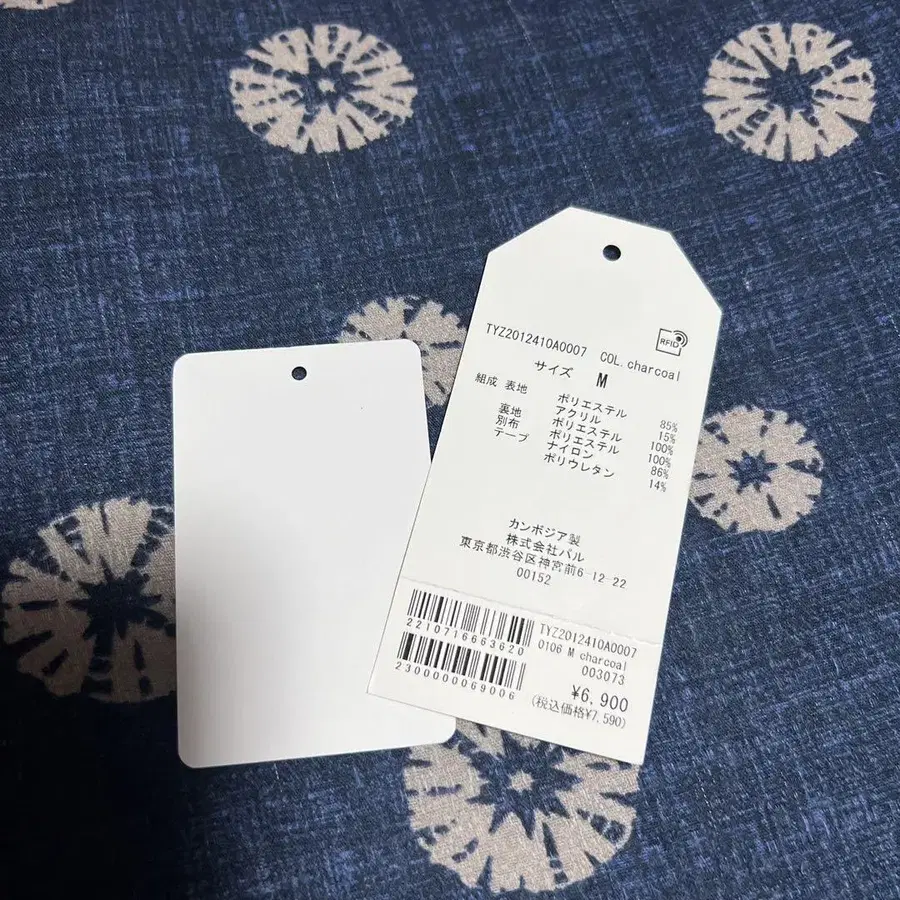 TYZ2012410A0007 COL. charcoal
RFID
サイズ M
組成 表地 ポリエステル 85%
アクリル 15%
裏地 ポリエステル 100%
別布 ポリエステル 100%
テープ ナイロン 86%
ポリウレタン 14%
カンボジア製
株式会社パル
東京都渋谷区神宮前6-12-22
00152
2210716663620
TYZ2012410A0007
0106 M charcoal
003073
2300000069006
¥6,900
(税込価格¥7,590)